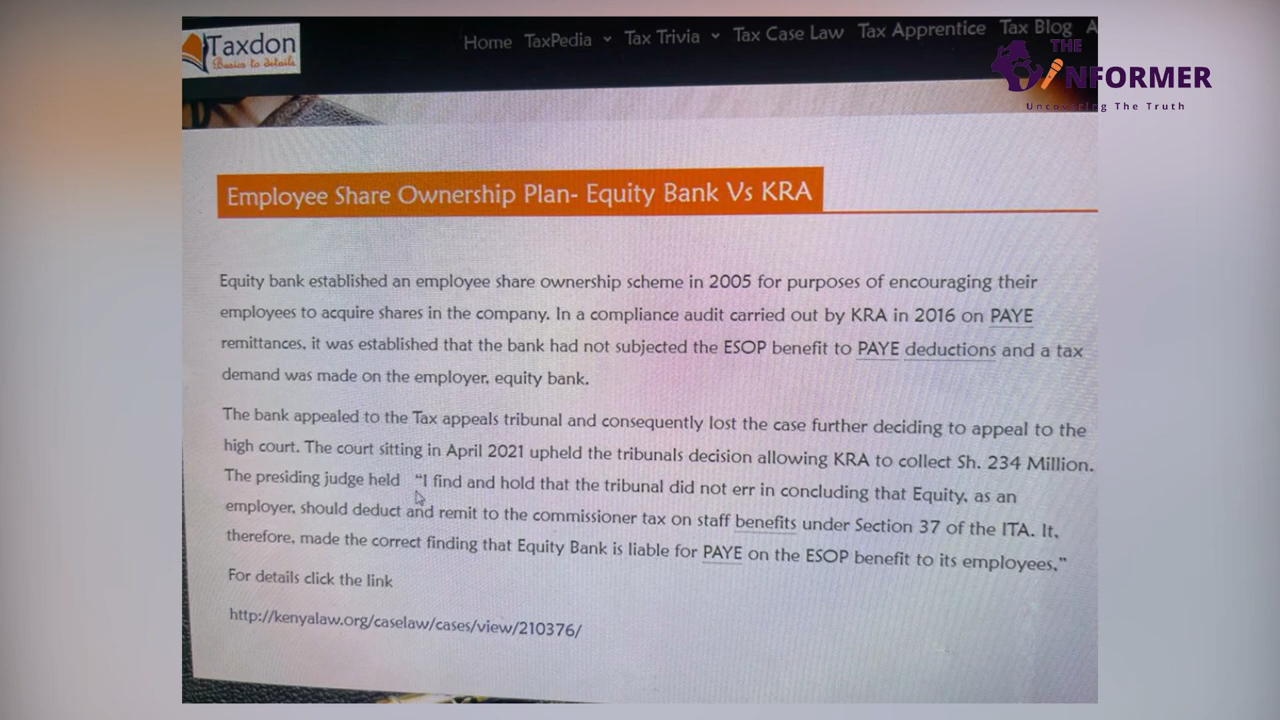 Taxdon
Basics to details
Home TaxPedia Tax Trivia Tax Case Law Tax Apprentice Tax Blog A
THE
INFORMER
Uncovering The Truth
Employee Share Ownership Plan- Equity Bank Vs KRA
Equity bank established an employee share ownership scheme in 2005 for purposes of encouraging their
employees to acquire shares in the company. In a compliance audit carried out by KRA in 2016 on PAYE
remittances, it was established that the bank had not subjected the ESOP benefit to PAYE deductions and a tax
demand was made on the employer, equity bank.
The bank appealed to the Tax appeals tribunal and consequently lost the case further deciding to appeal to the
high court. The court sitting in April 2021 upheld the tribunals decision allowing KRA to collect Sh. 234 Million.
The presiding judge held “I find and hold that the tribunal did not err in concluding that Equity, as an
employer, should deduct and remit to the commissioner tax on staff benefits under Section 37 of the ITA. It,
therefore, made the correct finding that Equity Bank is liable for PAYE on the ESOP benefit to its employees,”
For details click the link
http://kenyalaw.org/caselaw/cases/view/210376/